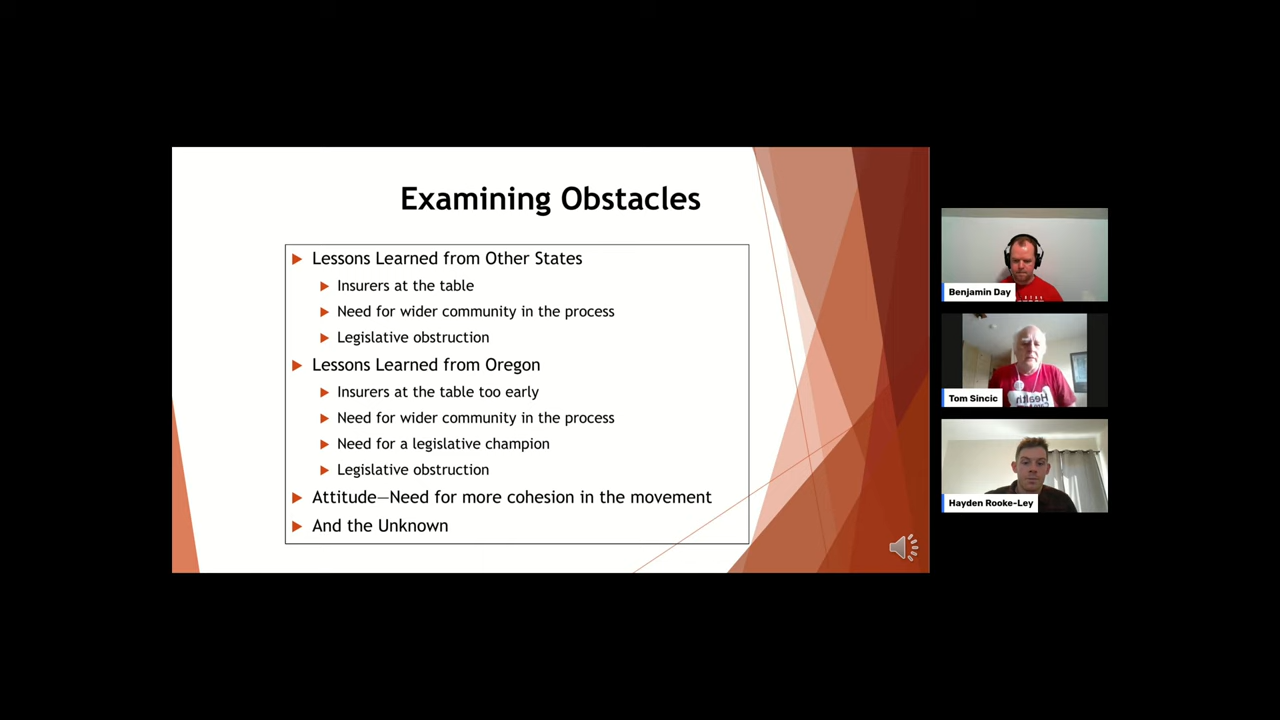 Examining Obstacles
Lessons Learned from Other States
Insurers at the table
Need for wider community in the process
Legislative obstruction
Lessons Learned from Oregon
Insurers at the table too early
Need for wider community in the process
Need for a legislative champion
Legislative obstruction
Attitude—Need for more cohesion in the movement
And the Unknown
Benjamin Day
Health
Tom Sincic
Hayden Rooke-Ley